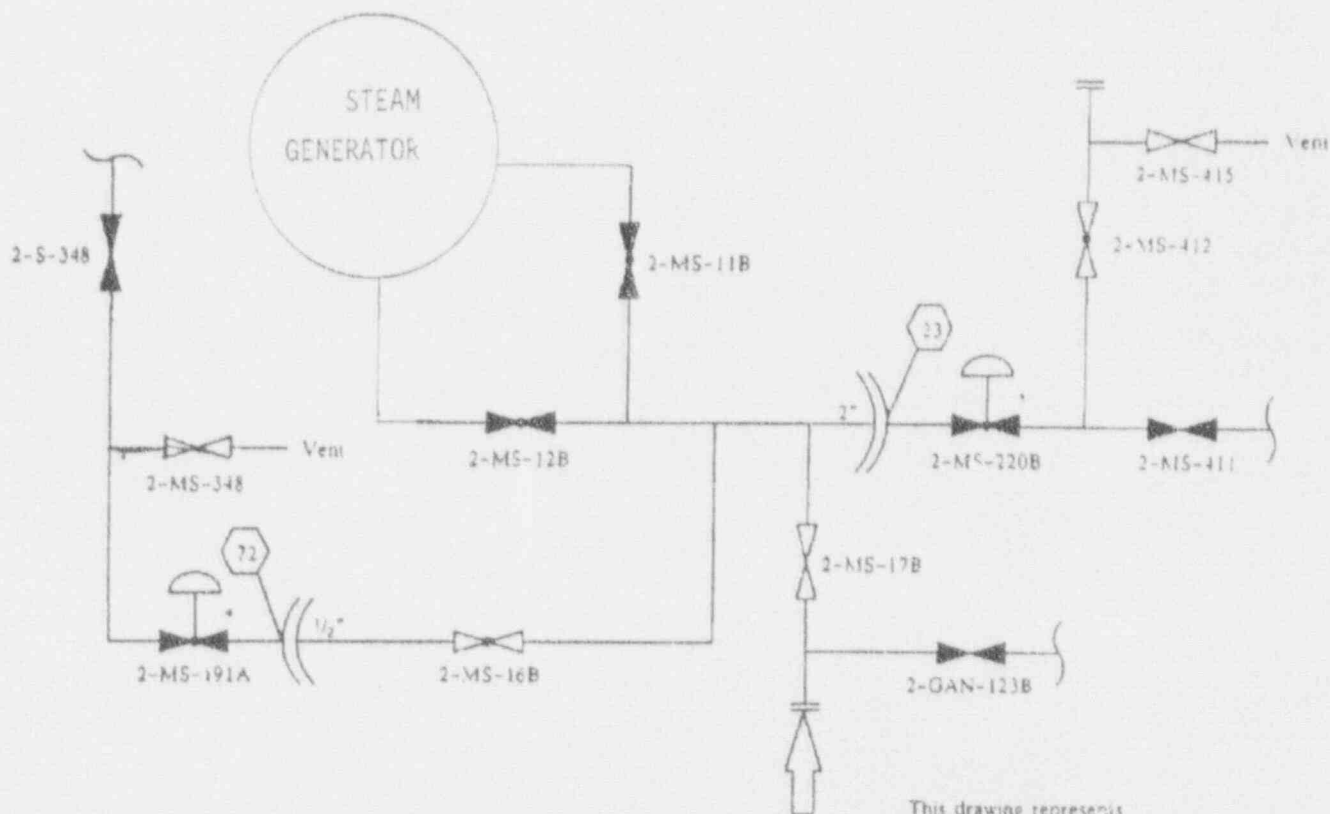 STEAM
GENERATOR
Vent
2-MS-415
2-S-348
2-MS-11B
2-MS-412
23
2"
Vent
2-MS-12B
2-MS-220B
2-MS-411
2-MS-348
72
2-MS-17B
1/2"
*
2-MS-191A
2-MS-16B
2-GAN-123B
This drawing represents